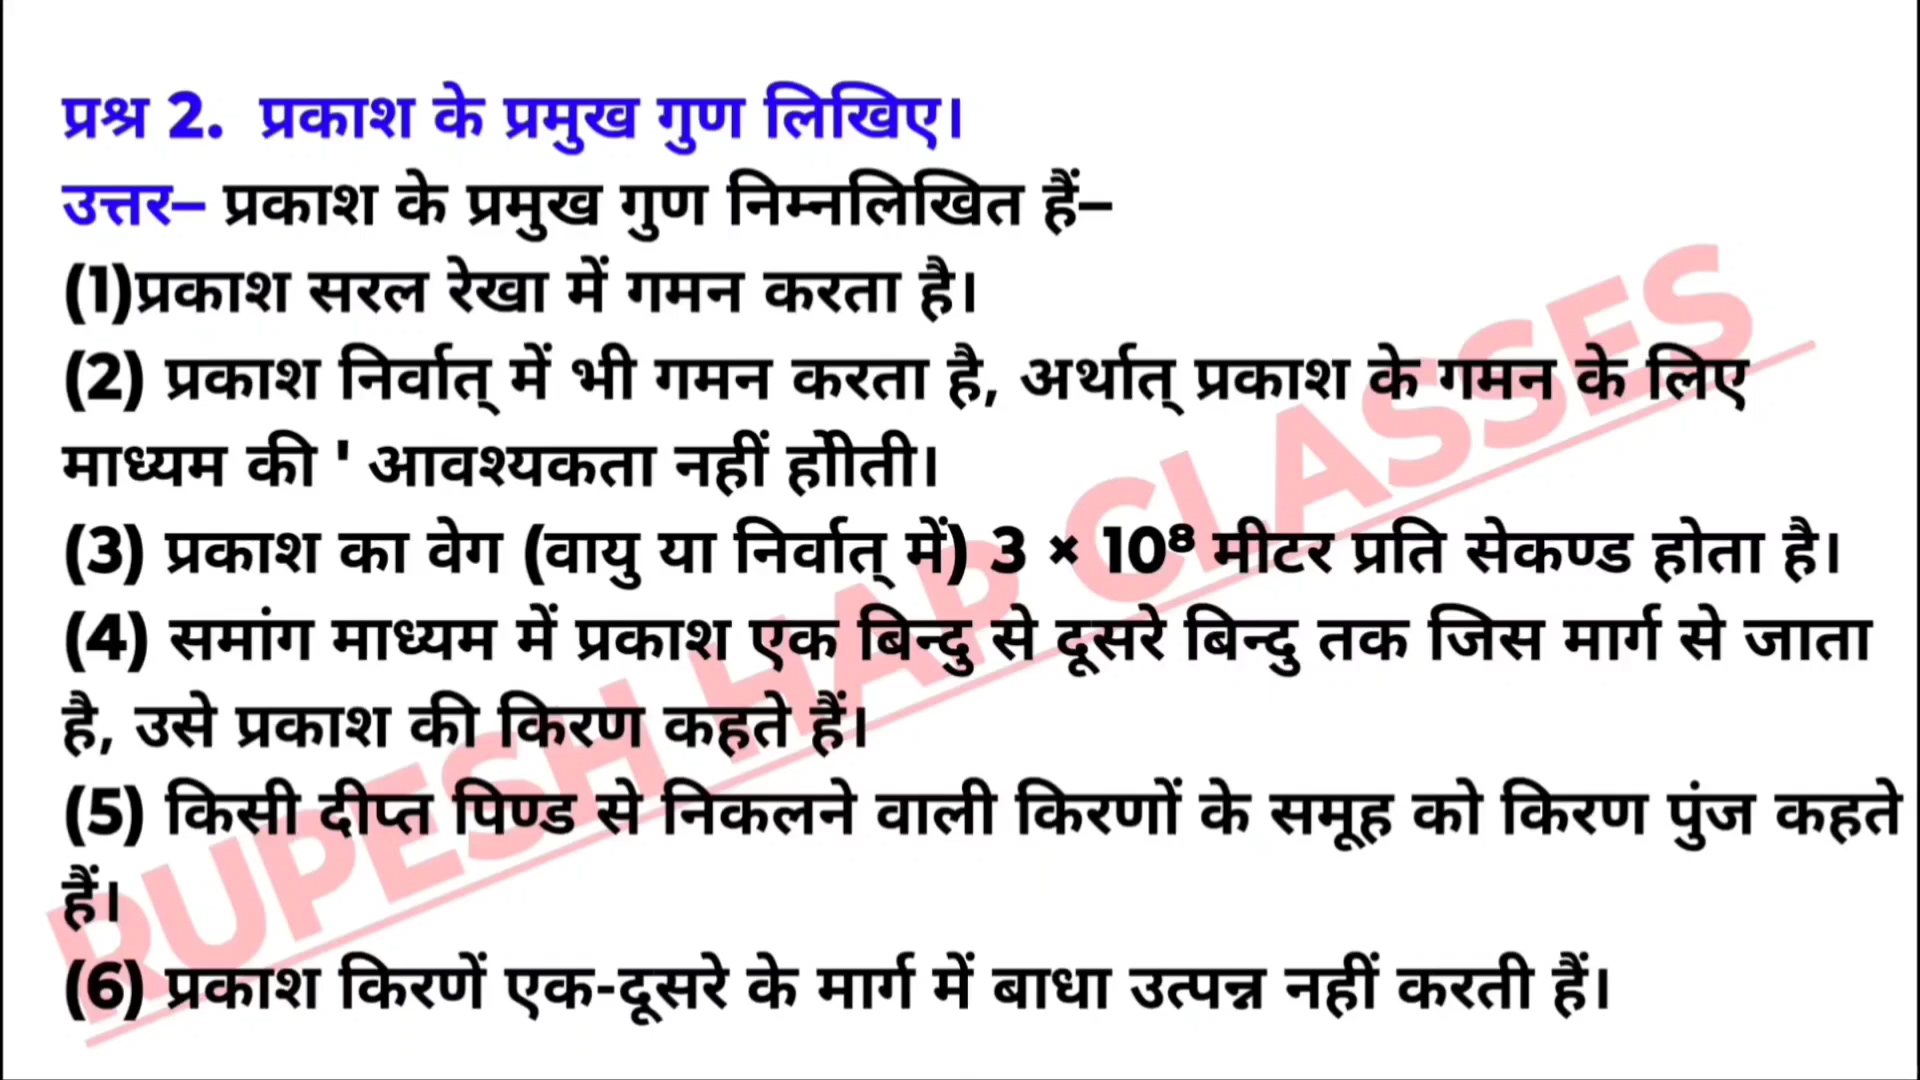 प्रश्न 2. प्रकाश के प्रमुख गुण लिखिए।
उत्तर– प्रकाश के प्रमुख गुण निम्नलिखित हैं–
(1)प्रकाश सरल रेखा में गमन करता है।
(2) प्रकाश निर्वात् में भी गमन करता है, अर्थात् प्रकाश के गमन के लिए
माध्यम की ' आवश्यकता नहीं होीती।
(3) प्रकाश का वेग (वायु या निर्वात् में) 3 × 10⁸ मीटर प्रति सेकण्ड होता है।
(4) समांग माध्यम में प्रकाश एक बिन्दु से दूसरे बिन्दु तक जिस मार्ग से जाता
है, उसे प्रकाश की किरण कहते हैं।
(5) किसी दीप्त पिण्ड से निकलने वाली किरणों के समूह को किरण पुंज कहते
हैं।
(6) प्रकाश किरणें एक-दूसरे के मार्ग में बाधा उत्पन्न नहीं करती हैं।
RUPESH HAP CLASSES